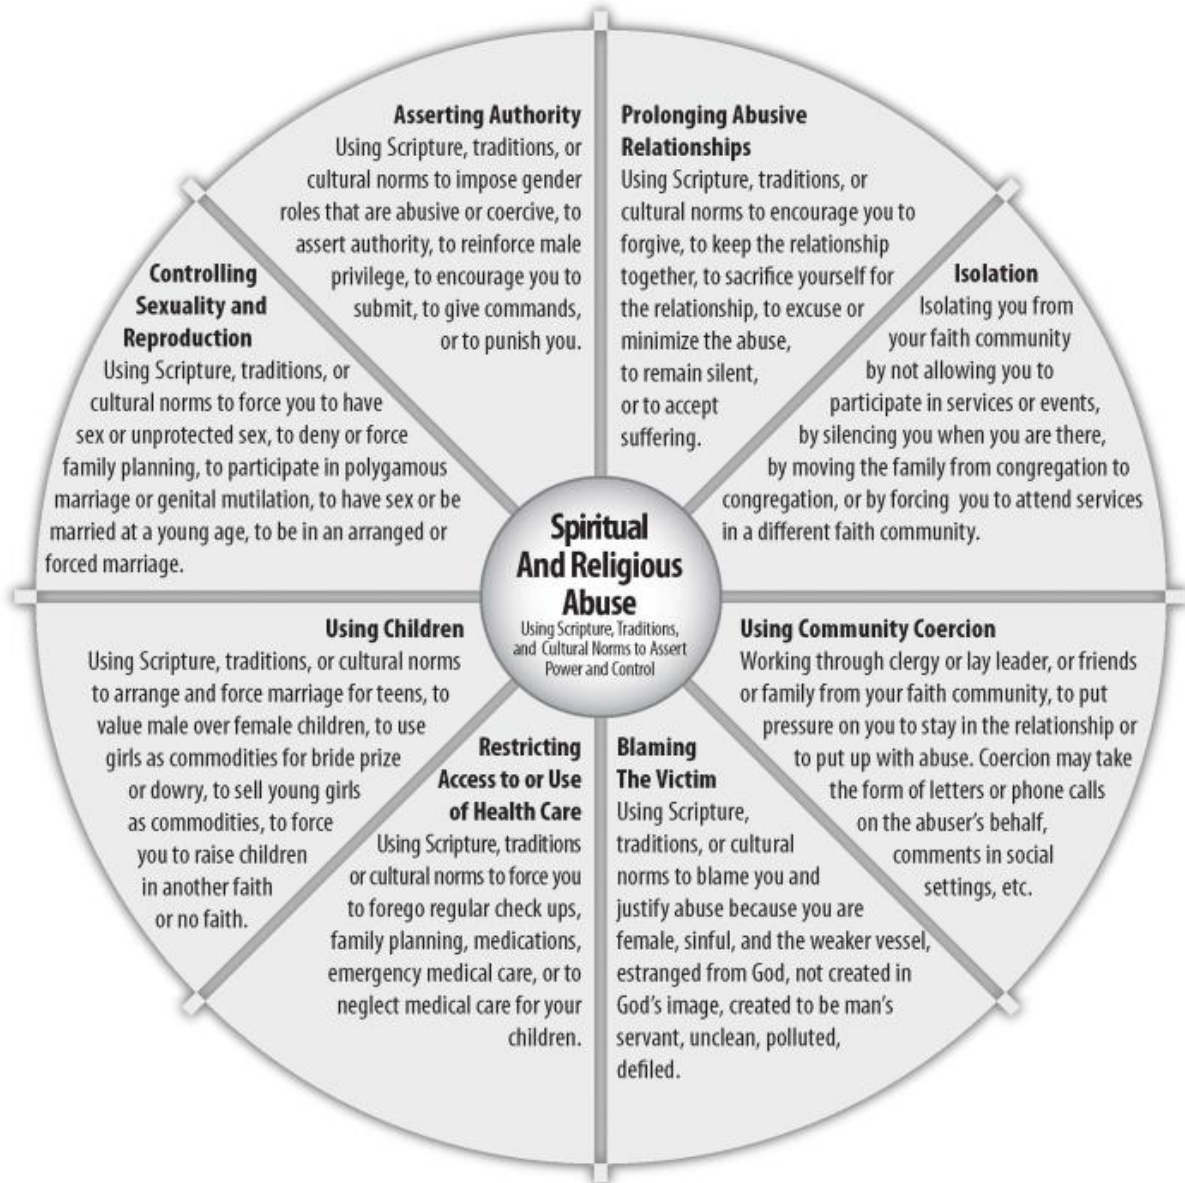 Asserting Authority
Using Scripture, traditions, or
cultural norms to impose gender
roles that are abusive or coercive, to
assert authority, to reinforce male
privilege, to encourage you to
submit, to give commands,
or to punish you.
Prolonging Abusive
Relationships
Using Scripture, traditions, or
cultural norms to encourage you to
forgive, to keep the relationship
together, to sacrifice yourself for
the relationship, to excuse or
minimize the abuse,
to remain silent,
or to accept
suffering.
Isolation
Isolating you from
your faith community
by not allowing you to
participate in services or events,
by silencing you when you are there,
by moving the family from congregation to
congregation, or by forcing you to attend services
in a different faith community.
Using Community Coercion
Working through clergy or lay leader, or friends
or family from your faith community, to put
pressure on you to stay in the relationship or
to put up with abuse. Coercion may take
the form of letters or phone calls
on the abuser's behalf,
comments in social
settings, etc.
Blaming
The Victim
Using Scripture,
traditions, or cultural
norms to blame you and
justify abuse because you are
female, sinful, and the weaker vessel,
estranged from God, not created in
God's image, created to be man's
servant, unclean, polluted,
defiled.
Restricting
Access to or Use
of Health Care
Using Scripture, traditions
or cultural norms to force you
to forego regular check ups,
family planning, medications,
emergency medical care, or to
neglect medical care for your
children.
Using Children
Using Scripture, traditions, or cultural norms
to arrange and force marriage for teens, to
value male over female children, to use
girls as commodities for bride prize
or dowry, to sell young girls
as commodities, to force
you to raise children
in another faith
or no faith.
Controlling
Sexuality and
Reproduction
Using Scripture, traditions, or
cultural norms to force you to have
sex or unprotected sex, to deny or force
family planning, to participate in polygamous
marriage or genital mutilation, to have sex or be
married at a young age, to be in an arranged or
forced marriage.
Spiritual
And Religious
Abuse
Using Scripture, Traditions,
and Cultural Norms to Assert
Power and Control